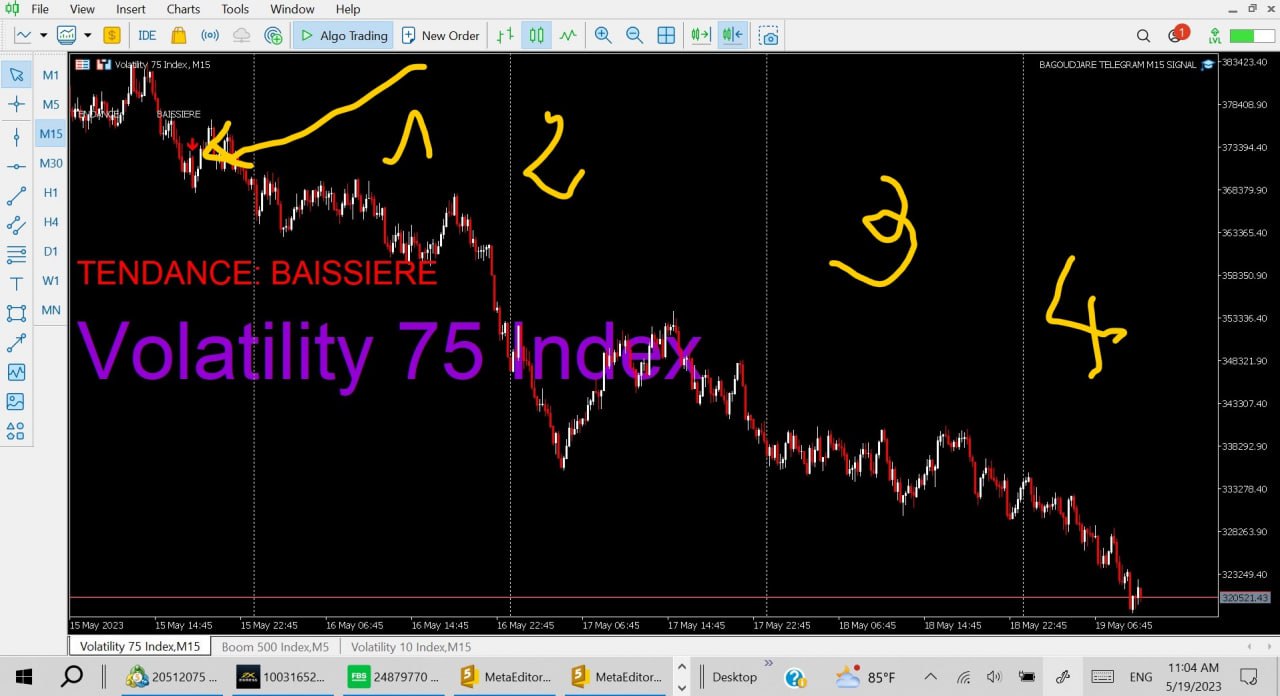 File View Insert Charts Tools Window Help
IDE Algo Trading New Order 1 LVL
M1
M5
M15
M30
H1
H4
D1
W1
MN
Volatility 75 Index, M15
BAGOUDJARE TELEGRAM M15 SIGNAL
TENDANCE: BAISSIERE
1
2
3
4
TENDANCE: BAISSIERE
Volatility 75 Index
383423.40
378408.90
373394.40
368379.90
363365.40
358350.90
353336.40
348321.90
343307.40
338292.90
333278.40
328263.90
323249.40
320521.43
15 May 2023 15 May 14:45 15 May 22:45 16 May 06:45 16 May 14:45 16 May 22:45 17 May 06:45 17 May 14:45 17 May 22:45 18 May 06:45 18 May 14:45 18 May 22:45 19 May 06:45
Volatility 75 Index,M15 Boom 500 Index,M5 Volatility 10 Index,M15
20512075 ... 10031652... FBS 24879770 ... MetaEditor... MetaEditor... Desktop 85°F ENG 11:04 AM
5/19/2023